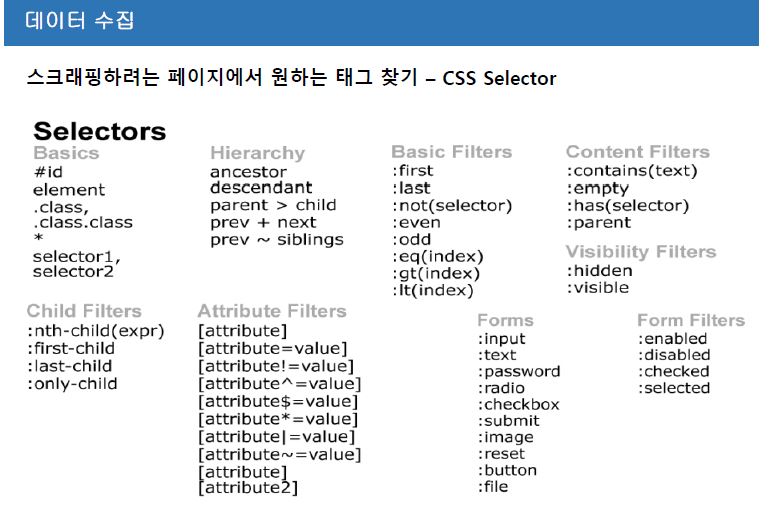 데이터 수집
스크래핑하려는 페이지에서 원하는 태그 찾기 – CSS Selector
Selectors
Basics
#id
element
.class,
.class.class
*
selector1,
selector2
Hierarchy
ancestor
descendant
parent > child
prev + next
prev ~ siblings
Basic Filters
:first
:last
:not(selector)
:even
:odd
:eq(index)
:gt(index)
:lt(index)
Content Filters
:contains(text)
:empty
:has(selector)
:parent
Visibility Filters
:hidden
:visible
Child Filters
:nth-child(expr)
:first-child
:last-child
:only-child
Attribute Filters
[attribute]
[attribute=value]
[attribute!=value]
[attribute^=value]
[attribute$=value]
[attribute*=value]
[attribute|=value]
[attribute~=value]
[attribute]
[attribute2]
Forms
:input
:text
:password
:radio
:checkbox
:submit
:image
:reset
:button
:file
Form Filters
:enabled
:disabled
:checked
:selected